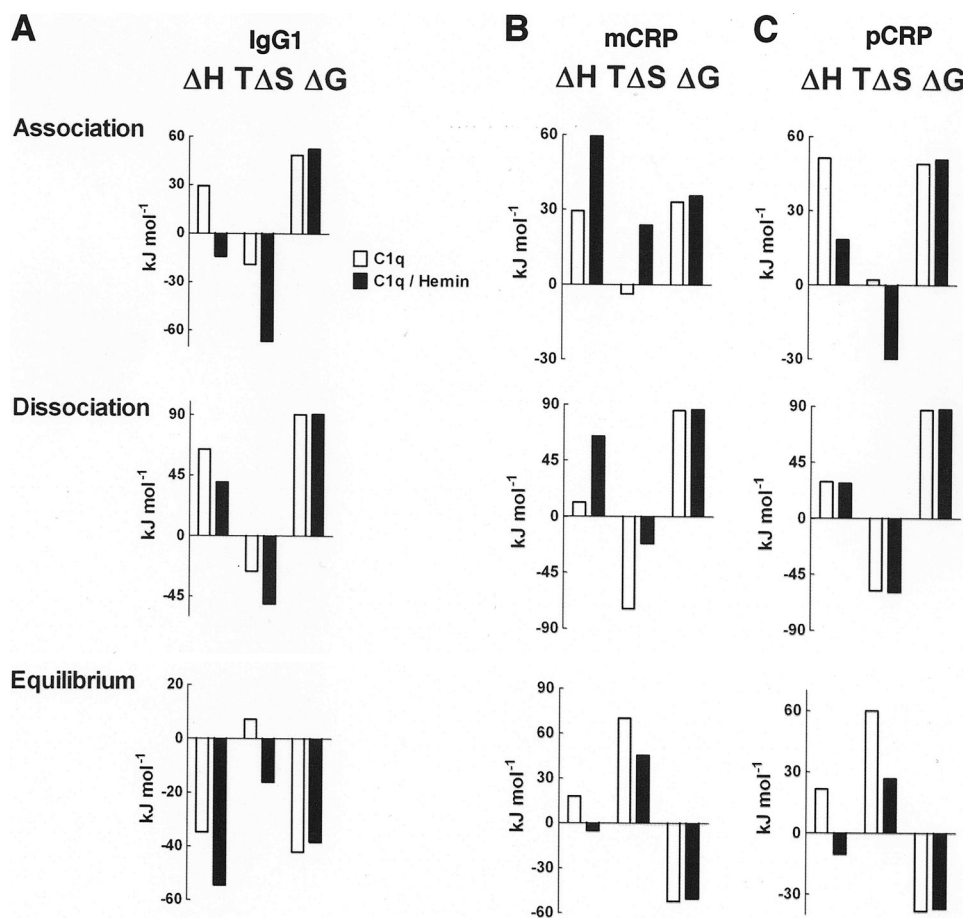 A
IgG1
ΔH TΔS ΔG
B
mCRP
ΔH TΔS ΔG
C
pCRP
ΔH TΔS ΔG
Association
kJ mol⁻¹
60
30
0
-30
-60
C1q
C1q / Hemin
kJ mol⁻¹
60
30
0
-30
kJ mol⁻¹
60
30
0
-30
Dissociation
kJ mol⁻¹
90
45
0
-45
kJ mol⁻¹
90
45
0
-45
-90
kJ mol⁻¹
90
45
0
-45
-90
Equilibrium
kJ mol⁻¹
20
0
-20
-40
-60
kJ mol⁻¹
90
60
30
0
-30
-60
kJ mol⁻¹
60
30
0
-30